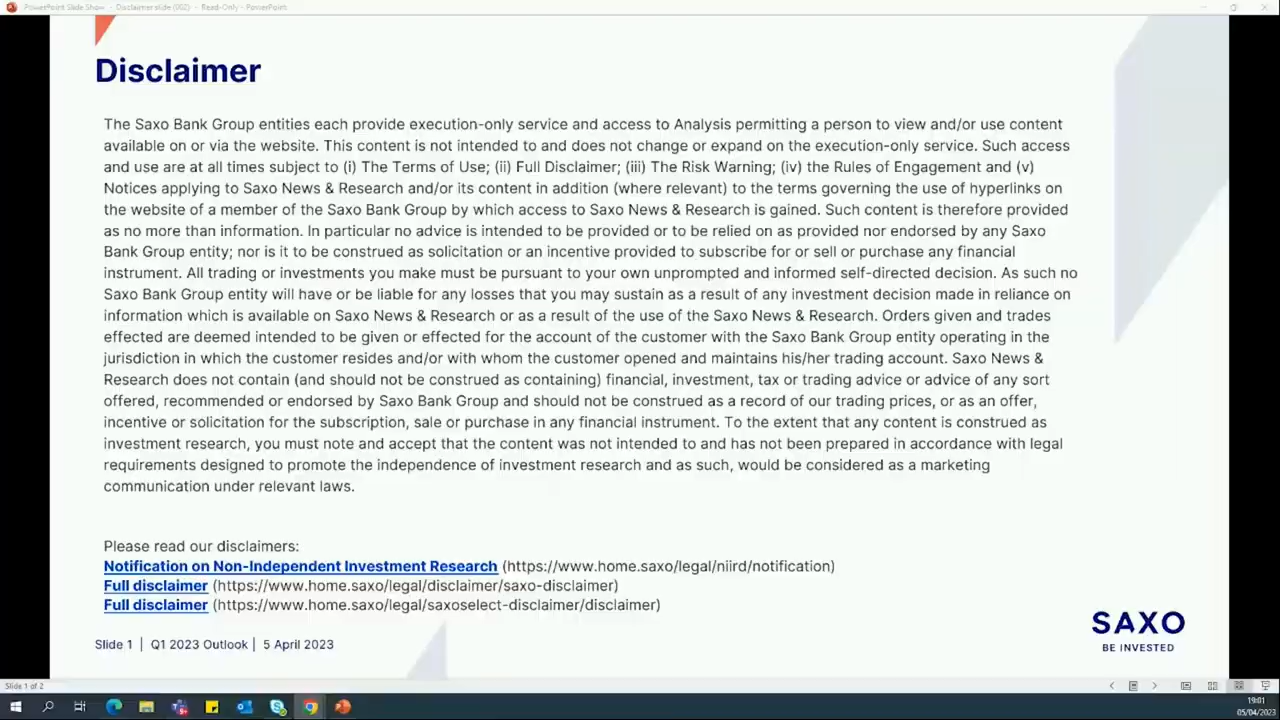 PowerPoint Slide Show - Disclaimer slide (002) - Read-Only - PowerPoint
Disclaimer
The Saxo Bank Group entities each provide execution-only service and access to Analysis permitting a person to view and/or use content
available on or via the website. This content is not intended to and does not change or expand on the execution-only service. Such access
and use are at all times subject to (i) The Terms of Use; (ii) Full Disclaimer; (iii) The Risk Warning; (iv) the Rules of Engagement and (v)
Notices applying to Saxo News & Research and/or its content in addition (where relevant) to the terms governing the use of hyperlinks on
the website of a member of the Saxo Bank Group by which access to Saxo News & Research is gained. Such content is therefore provided
as no more than information. In particular no advice is intended to be provided or to be relied on as provided nor endorsed by any Saxo
Bank Group entity; nor is it to be construed as solicitation or an incentive provided to subscribe for or sell or purchase any financial
instrument. All trading or investments you make must be pursuant to your own unprompted and informed self-directed decision. As such no
Saxo Bank Group entity will have or be liable for any losses that you may sustain as a result of any investment decision made in reliance on
information which is available on Saxo News & Research or as a result of the use of the Saxo News & Research. Orders given and trades
effected are deemed intended to be given or effected for the account of the customer with the Saxo Bank Group entity operating in the
jurisdiction in which the customer resides and/or with whom the customer opened and maintains his/her trading account. Saxo News &
Research does not contain (and should not be construed as containing) financial, investment, tax or trading advice or advice of any sort
offered, recommended or endorsed by Saxo Bank Group and should not be construed as a record of our trading prices, or as an offer,
incentive or solicitation for the subscription, sale or purchase in any financial instrument. To the extent that any content is construed as
investment research, you must note and accept that the content was not intended to and has not been prepared in accordance with legal
requirements designed to promote the independence of investment research and as such, would be considered as a marketing
communication under relevant laws.
Please read our disclaimers:
Notification on Non-Independent Investment Research (https://www.home.saxo/legal/niird/notification)
Full disclaimer (https://www.home.saxo/legal/disclaimer/saxo-disclaimer)
Full disclaimer (https://www.home.saxo/legal/saxoselect-disclaimer/disclaimer)
SAXO
BE INVESTED
Slide 1 | Q1 2023 Outlook | 5 April 2023
Slide 1 of 2
19:01
05/04/2023